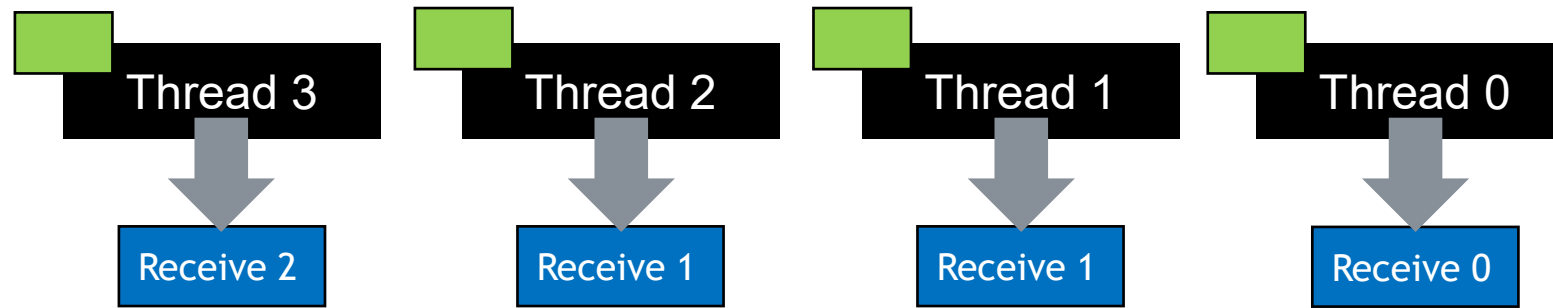 Thread 3
Thread 2
Thread 1
Thread 0
Receive 2
Receive 1
Receive 1
Receive 0